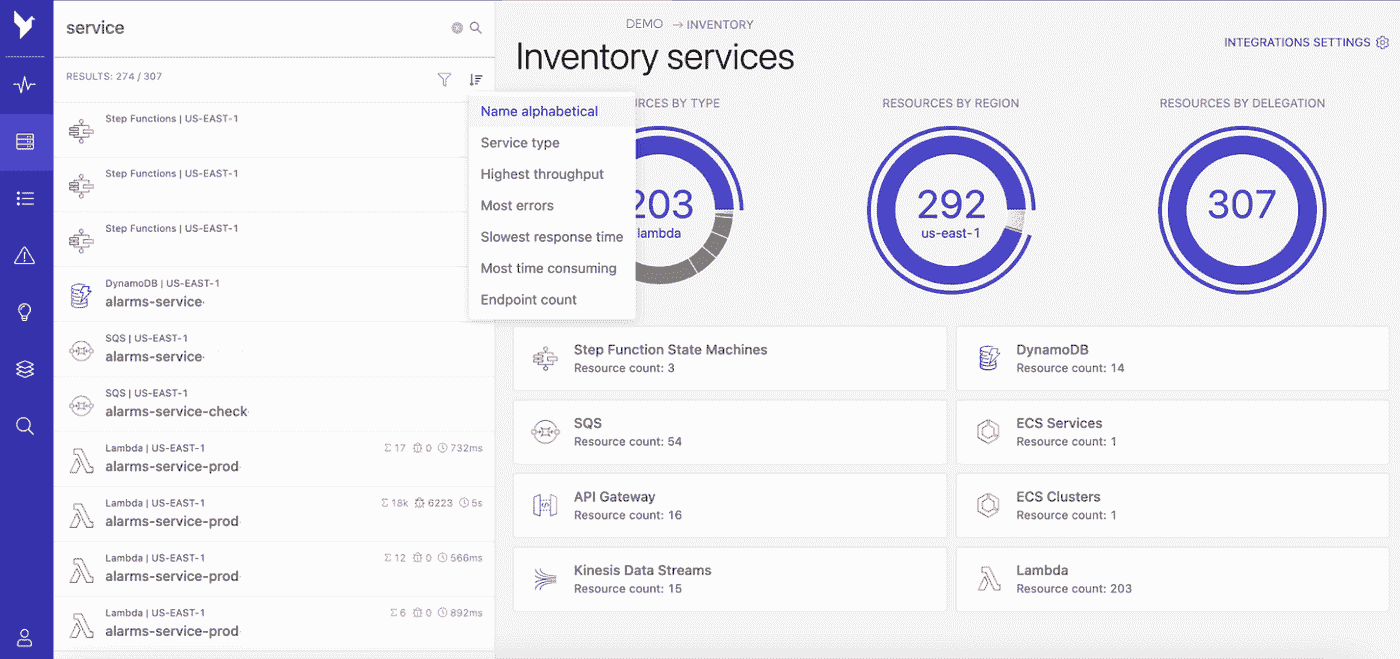 service
RESULTS: 274 / 307
Step Functions | US-EAST-1
Step Functions | US-EAST-1
Step Functions | US-EAST-1
DynamoDB | US-EAST-1
alarms-service
SQS | US-EAST-1
alarms-service
SQS | US-EAST-1
alarms-service-check
Lambda | US-EAST-1
Σ 17 0 732ms
alarms-service-prod
Lambda | US-EAST-1
Σ 18k 6223 5s
alarms-service-prod
Lambda | US-EAST-1
Σ 12 0 566ms
alarms-service-prod
Lambda | US-EAST-1
Σ 6 0 892ms
alarms-service-prod
Name alphabetical
Service type
Highest throughput
Most errors
Slowest response time
Most time consuming
Endpoint count
DEMO → INVENTORY
Inventory services
INTEGRATIONS SETTINGS
BY TYPE
203
lambda
RESOURCES BY REGION
292
us-east-1
RESOURCES BY DELEGATION
307
Step Function State Machines
Resource count: 3
DynamoDB
Resource count: 14
SQS
Resource count: 54
ECS Services
Resource count: 1
API Gateway
Resource count: 16
ECS Clusters
Resource count: 1
Kinesis Data Streams
Resource count: 15
Lambda
Resource count: 203